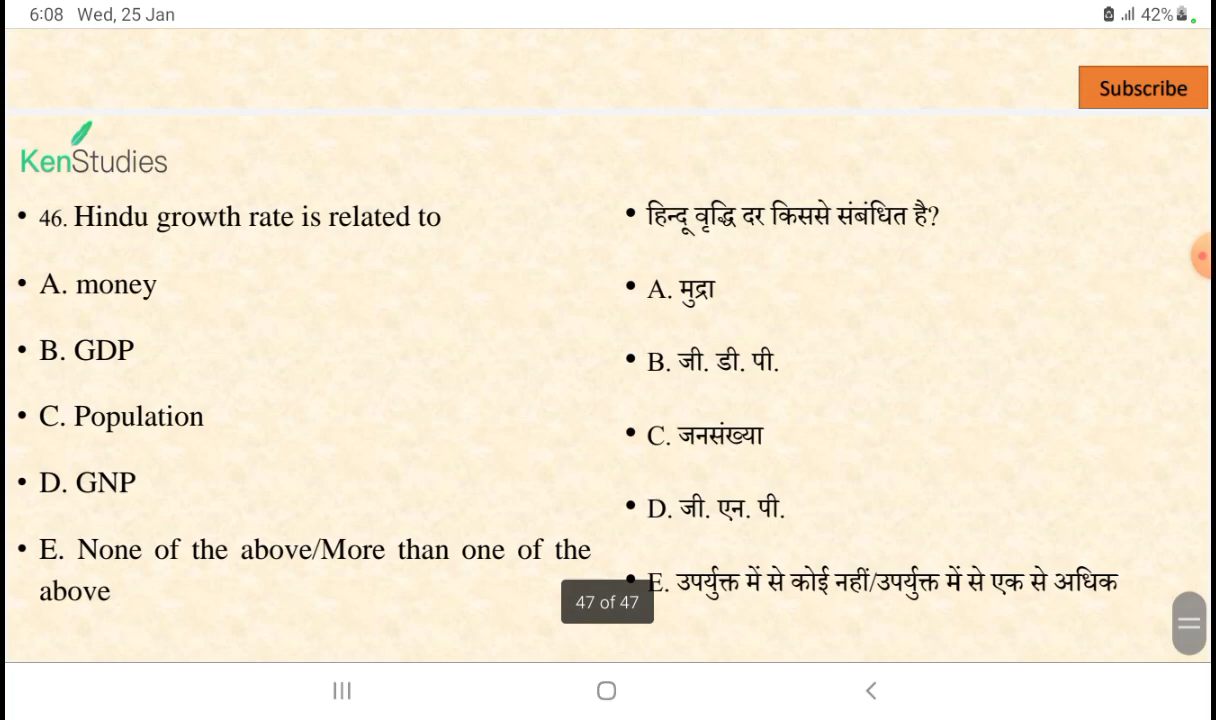 6:08 Wed, 25 Jan
42%
Subscribe
KenStudies
• 46. Hindu growth rate is related to
• A. money
• B. GDP
• C. Population
• D. GNP
• E. None of the above/More than one of the
above
• हिन्दू वृद्धि दर किससे संबंधित है?
• A. मुद्रा
• B. जी. डी. पी.
• C. जनसंख्या
• D. जी. एन. पी.
• E. उपर्युक्त में से कोई नहीं/उपर्युक्त में से एक से अधिक
47 of 47